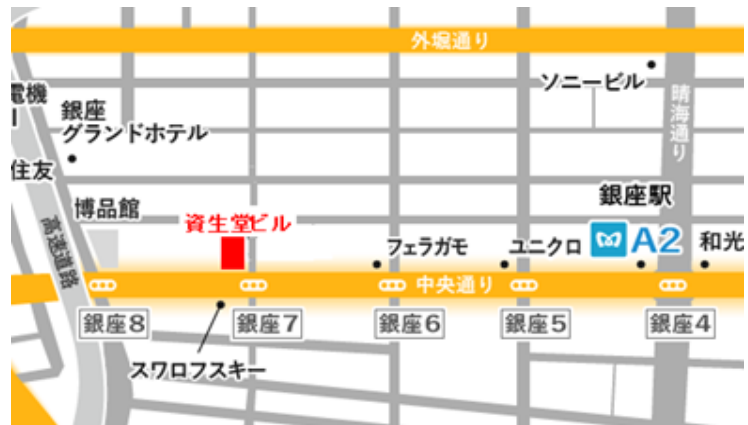 外堀通り
ソニービル
電機
銀座
グランドホテル
晴海通り
住友
銀座駅
博品館
資生堂ビル
高速道路
フェラガモ
ユニクロ
A2
和光
中央通り
銀座8
銀座7
銀座6
銀座5
銀座4
スワロフスキー